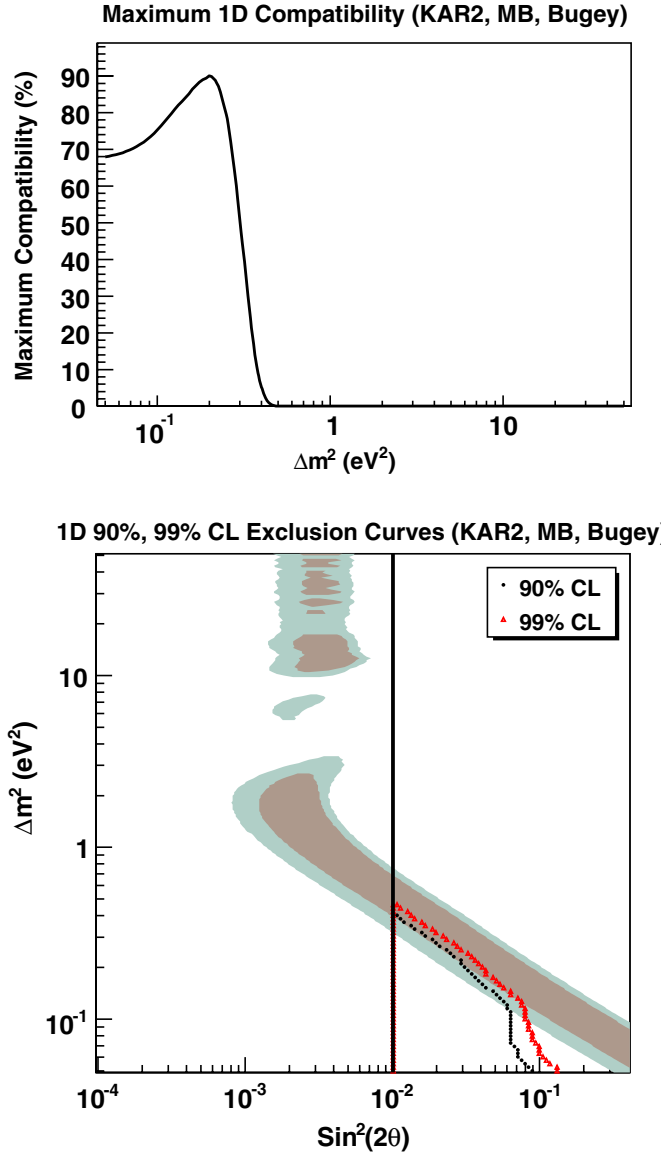 Maximum 1D Compatibility (KAR2, MB, Bugey)
Maximum Compatibility (%)
90
80
70
60
50
40
30
20
10
0
10⁻¹
1
10
Δm² (eV²)
1D 90%, 99% CL Exclusion Curves (KAR2, MB, Bugey)
90% CL
99% CL
Δm² (eV²)
10
1
10⁻¹
10⁻⁴
10⁻³
10⁻²
10⁻¹
Sin²(2θ)